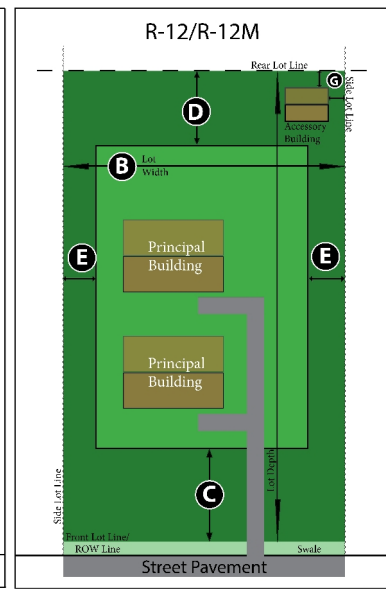 R-12/R-12M
Rear Lot Line
G
Side Lot Line
Accessory
Building
D
B
Lot
Width
E
E
Principal
Building
Principal
Building
Lot Depth
C
Side Lot Line
Front Lot Line/
ROW Line
Swale
Street Pavement